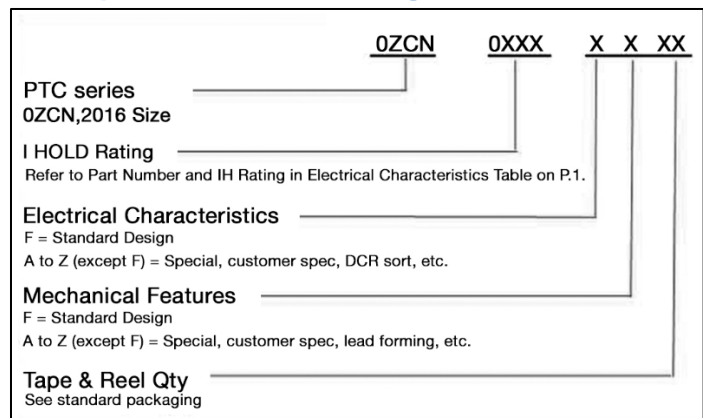 0ZCN 0XXX X X XX
PTC series
0ZCN,2016 Size
I HOLD Rating
Refer to Part Number and IH Rating in Electrical Characteristics Table on P.1.
Electrical Characteristics
F = Standard Design
A to Z (except F) = Special, customer spec, DCR sort, etc.
Mechanical Features
F = Standard Design
A to Z (except F) = Special, customer spec, lead forming, etc.
Tape & Reel Qty
See standard packaging